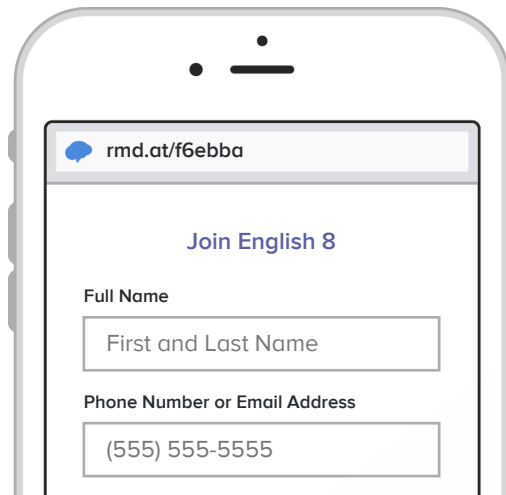 rmd.at/f6ebba
Join English 8
Full Name
First and Last Name
Phone Number or Email Address
(555) 555-5555